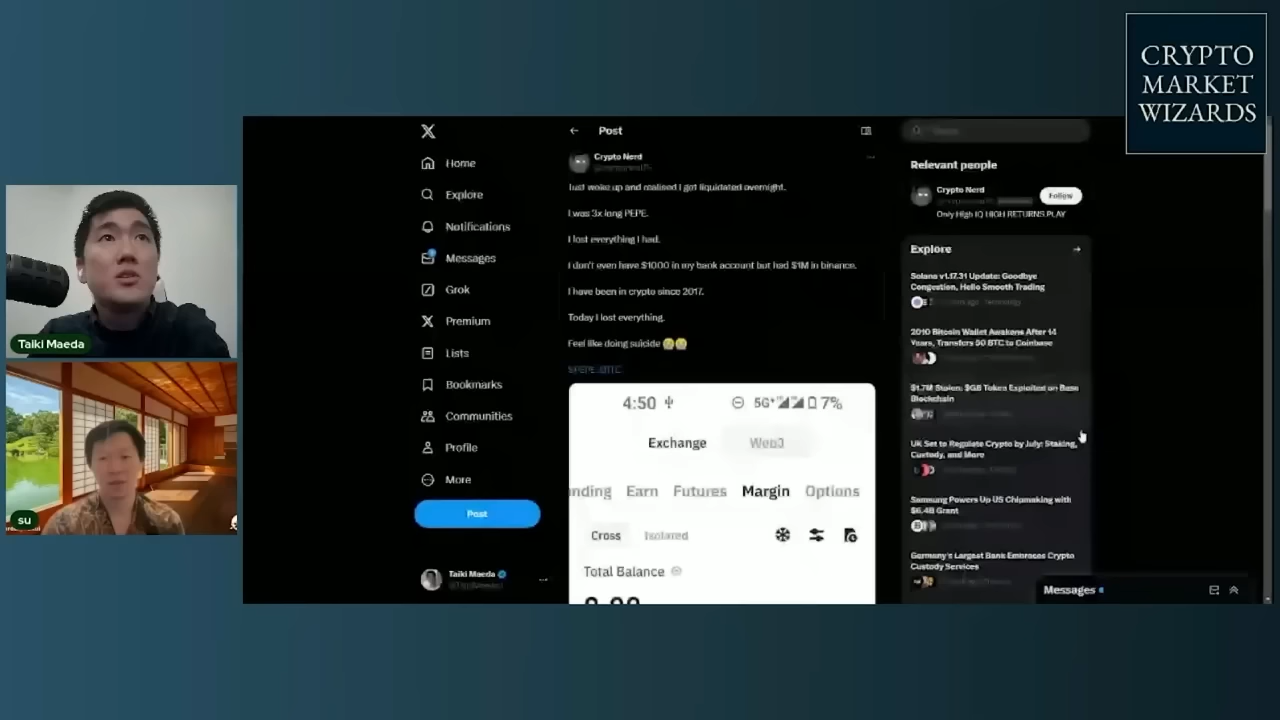 CRYPTO
MARKET
WIZARDS
Taiki Maeda
su
Home
Explore
Notifications
Messages
Grok
Premium
Lists
Bookmarks
Communities
Profile
More
Post
Taiki Maeda
Post
Crypto Nerd
Just woke up and realised I got liquidated overnight.
I was 3x long PEPE.
I lost everything I had.
I don't even have $1000 in my bank account but had $1M in binance.
I have been in crypto since 2017.
Today I lost everything.
Feel like doing suicide 😭😭
4:50
5G+
7%
Exchange
Web3
nding Earn Futures Margin Options
Cross
Isolated
Total Balance
Relevant people
Crypto Nerd
Follow
Only High IQ HIGH RETURNS PLAY
Explore
Solana v1.17.31 Update: Goodbye
Congestion, Hello Smooth Trading
2010 Bitcoin Wallet Awakens After 14
Years, Transfers 50 BTC to Coinbase
$1.7M Stolen: $GB Token Exploited on Base
Blockchain
UK Set to Regulate Crypto by July: Staking,
Custody, and More
Samsung Powers Up US Chipmaking with
$6.4B Grant
Germany's Largest Bank Embraces Crypto
Custody Services
Messages